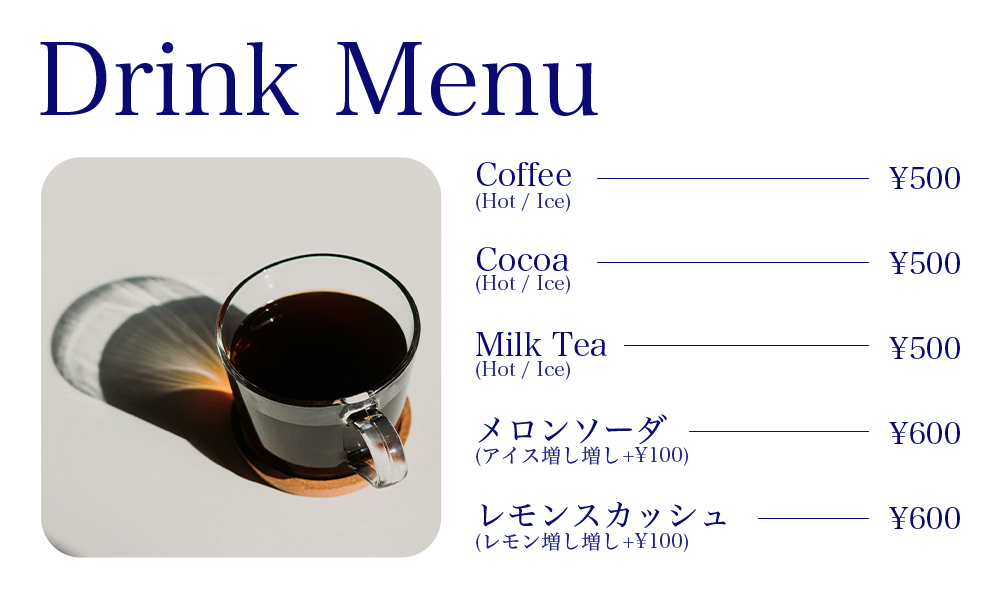 Drink Menu
Coffee ¥500
(Hot / Ice)
Cocoa ¥500
(Hot / Ice)
Milk Tea ¥500
(Hot / Ice)
メロンソーダ ¥600
(アイス増し増し+¥100)
レモンスカッシュ ¥600
(レモン増し増し+¥100)